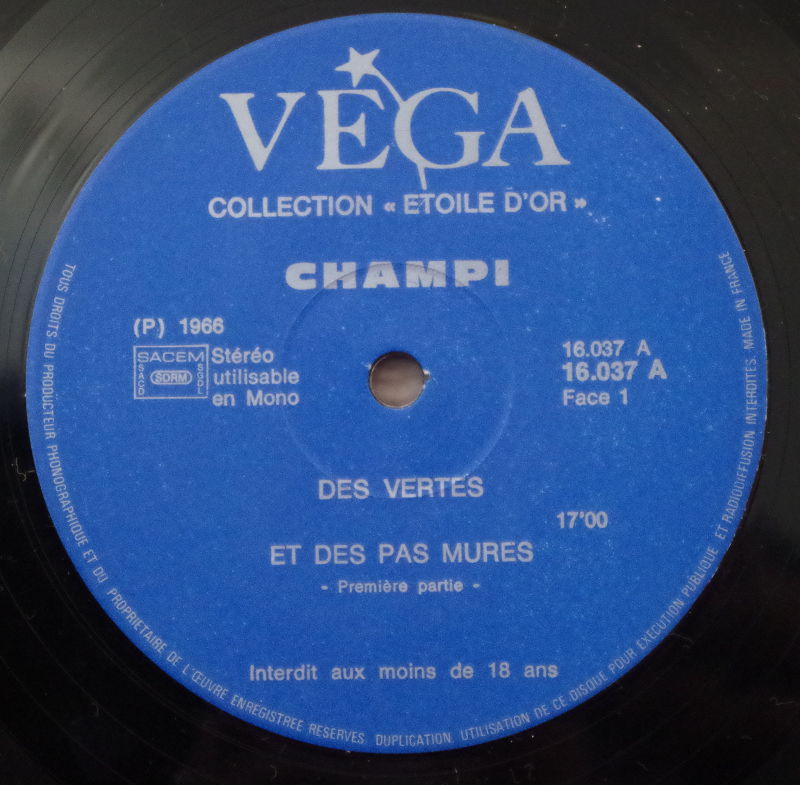 VEGA
COLLECTION « ETOILE D'OR »
CHAMPI
(P) 1966
SACEM
SACD
SDRM
SGDL
Stéréo
utilisable
en Mono
16.037 A
16.037 A
Face 1
DES VERTES
17'00
ET DES PAS MURES
- Première partie -
Interdit aux moins de 18 ans
TOUS DROITS DU PRODUCTEUR PHONOGRAPHIQUE ET DU PROPRIETAIRE DE L'ŒUVRE ENREGISTREE RESERVES. DUPLICATION, UTILISATION DE CE DISQUE POUR EXECUTION PUBLIQUE ET RADIODIFFUSION INTERDITES. MADE IN FRANCE